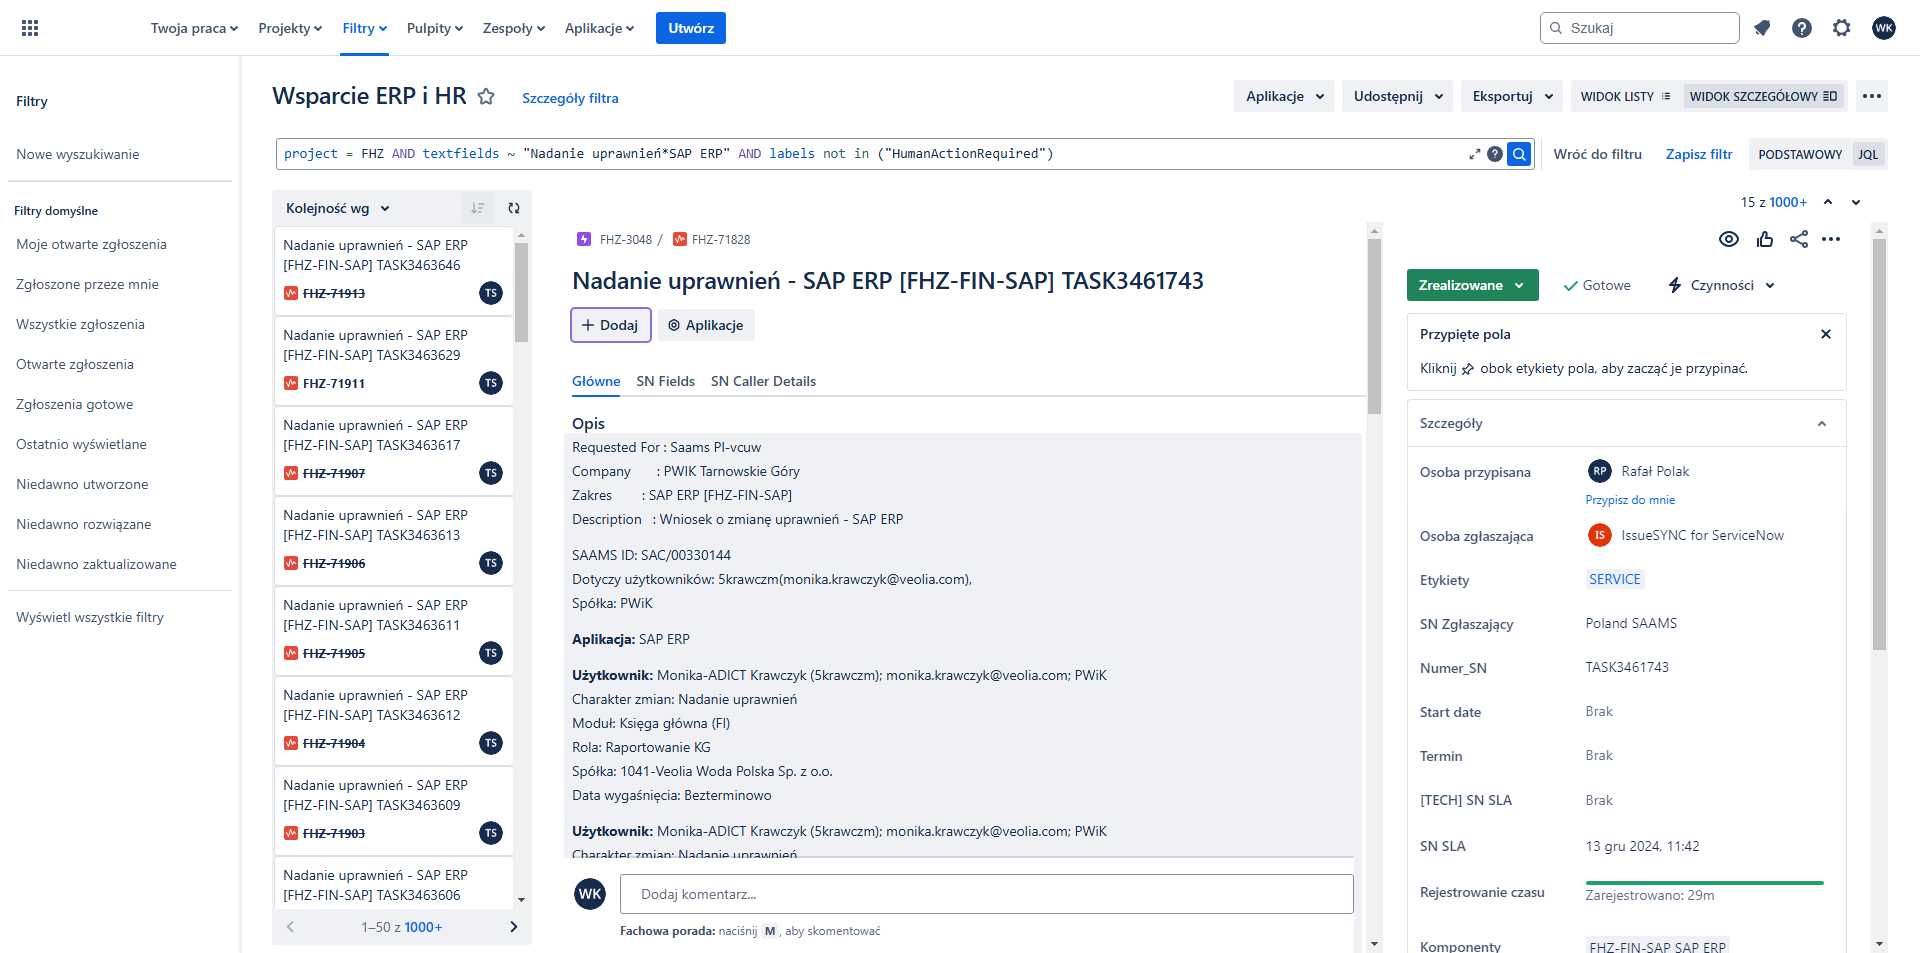 Twoja praca
Projekty
Filtry
Pulpity
Zespoły
Aplikacje
Utwórz
Szukaj
WK
Filtry
Nowe wyszukiwanie
Filtry domyślne
Moje otwarte zgłoszenia
Zgłoszone przeze mnie
Wszystkie zgłoszenia
Otwarte zgłoszenia
Zgłoszenia gotowe
Ostatnio wyświetlane
Niedawno utworzone
Niedawno rozwiązane
Niedawno zaktualizowane
Wyświetl wszystkie filtry
Wsparcie ERP i HR
Szczegóły filtra
Aplikacje
Udostępnij
Eksportuj
WIDOK LISTY
WIDOK SZCZEGÓŁOWY
project = FHZ AND textfields ~ "Nadanie uprawnień*SAP ERP" AND labels not in ("HumanActionRequired")
Wróć do filtru
Zapisz filtr
PODSTAWOWY
JQL
Kolejność wg
Nadanie uprawnień - SAP ERP
[FHZ-FIN-SAP] TASK3463646
FHZ-71913
TS
Nadanie uprawnień - SAP ERP
[FHZ-FIN-SAP] TASK3463629
FHZ-71911
TS
Nadanie uprawnień - SAP ERP
[FHZ-FIN-SAP] TASK3463617
FHZ-71907
TS
Nadanie uprawnień - SAP ERP
[FHZ-FIN-SAP] TASK3463613
FHZ-71906
TS
Nadanie uprawnień - SAP ERP
[FHZ-FIN-SAP] TASK3463611
FHZ-71905
TS
Nadanie uprawnień - SAP ERP
[FHZ-FIN-SAP] TASK3463612
FHZ-71904
TS
Nadanie uprawnień - SAP ERP
[FHZ-FIN-SAP] TASK3463609
FHZ-71903
TS
Nadanie uprawnień - SAP ERP
[FHZ-FIN-SAP] TASK3463606
1–50 z 1000+
15 z 1000+
FHZ-3048 / FHZ-71828
Nadanie uprawnień - SAP ERP [FHZ-FIN-SAP] TASK3461743
Dodaj
Aplikacje
Główne
SN Fields
SN Caller Details
Opis
Requested For : Saams Pl-vcuw
Company : PWIK Tarnowskie Góry
Zakres : SAP ERP [FHZ-FIN-SAP]
Description : Wniosek o zmianę uprawnień - SAP ERP
SAAMS ID: SAC/00330144
Dotyczy użytkowników: 5krawczm(monika.krawczyk@veolia.com),
Spółka: PWiK
Aplikacja: SAP ERP
Użytkownik: Monika-ADICT Krawczyk (5krawczm); monika.krawczyk@veolia.com; PWiK
Charakter zmian: Nadanie uprawnień
Moduł: Księga główna (FI)
Rola: Raportowanie KG
Spółka: 1041-Veolia Woda Polska Sp. z o.o.
Data wygaśnięcia: Bezterminowo
Użytkownik: Monika-ADICT Krawczyk (5krawczm); monika.krawczyk@veolia.com; PWiK
Charakter zmian: Nadanie uprawnień
WK
Dodaj komentarz...
Fachowa porada: naciśnij M, aby skomentować
Zrealizowane
Gotowe
Czynności
Przypięte pola
Kliknij obok etykiety pola, aby zacząć je przypinać.
Szczegóły
Osoba przypisana
RP Rafał Polak
Przypisz do mnie
Osoba zgłaszająca
IS IssueSYNC for ServiceNow
Etykiety
SERVICE
SN Zgłaszający
Poland SAAMS
Numer_SN
TASK3461743
Start date
Brak
Termin
Brak
[TECH] SN SLA
Brak
SN SLA
13 gru 2024, 11:42
Rejestrowanie czasu
Zarejestrowano: 29m
Komponenty
FHZ-FIN-SAP SAP ERP